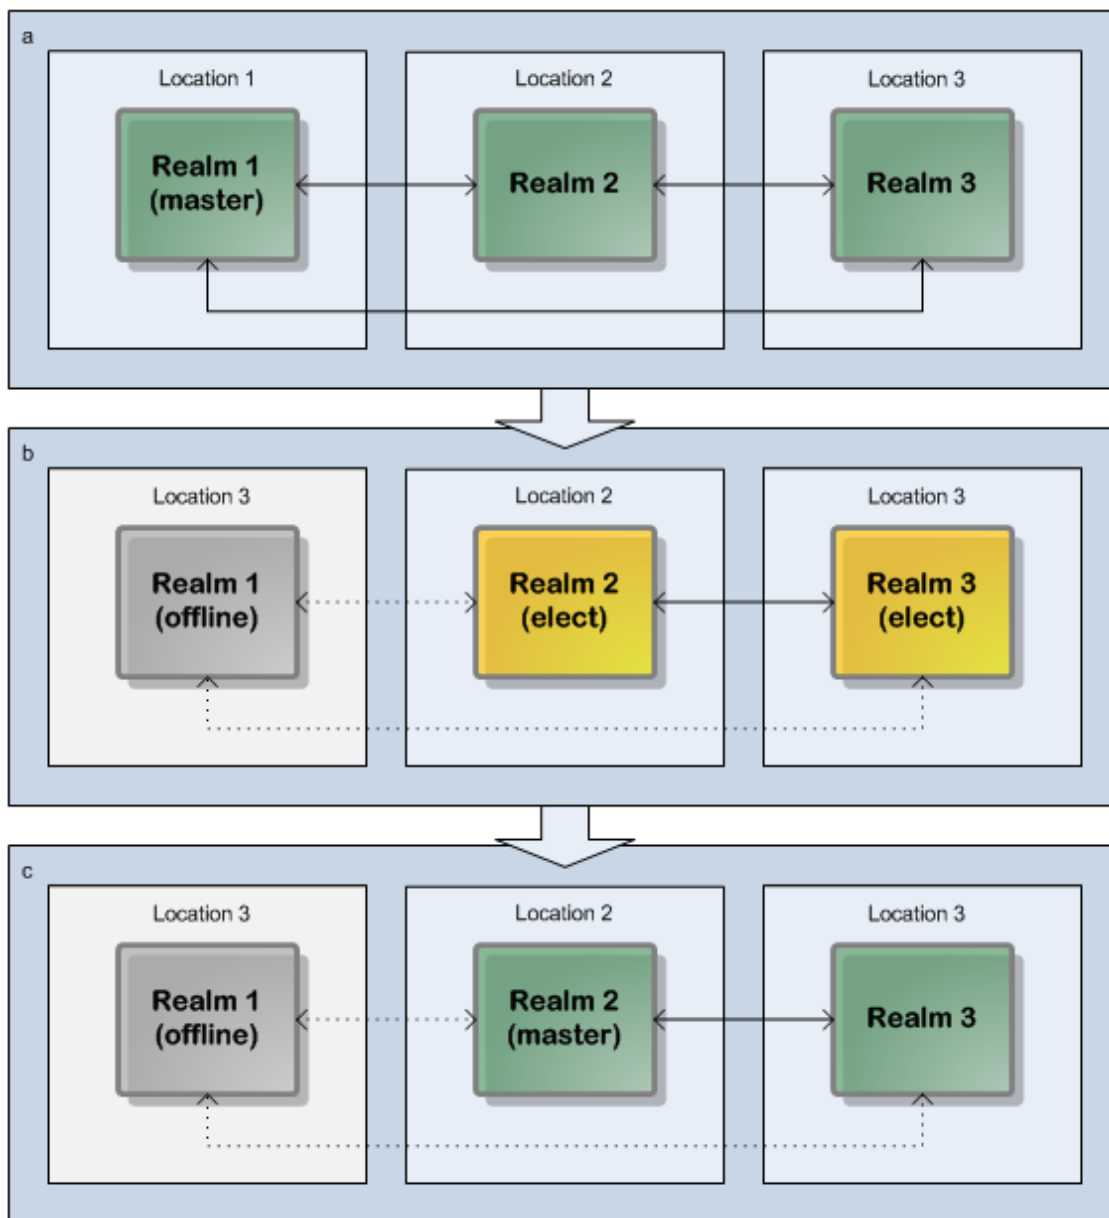 a
Location 1
Location 2
Location 3
Realm 1
(master)
Realm 2
Realm 3
b
Location 3
Location 2
Location 3
Realm 1
(offline)
Realm 2
(elect)
Realm 3
(elect)
c
Location 3
Location 2
Location 3
Realm 1
(offline)
Realm 2
(master)
Realm 3